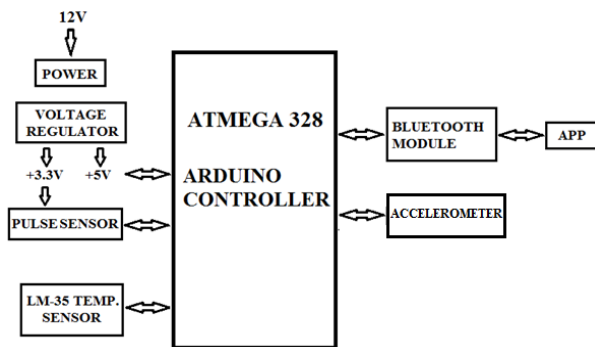 12V
POWER
VOLTAGE
REGULATOR
+3.3V
+5V
PULSE SENSOR
LM-35 TEMP.
SENSOR
ATMEGA 328
ARDUINO
CONTROLLER
BLUETOOTH
MODULE
APP
ACCELEROMETER